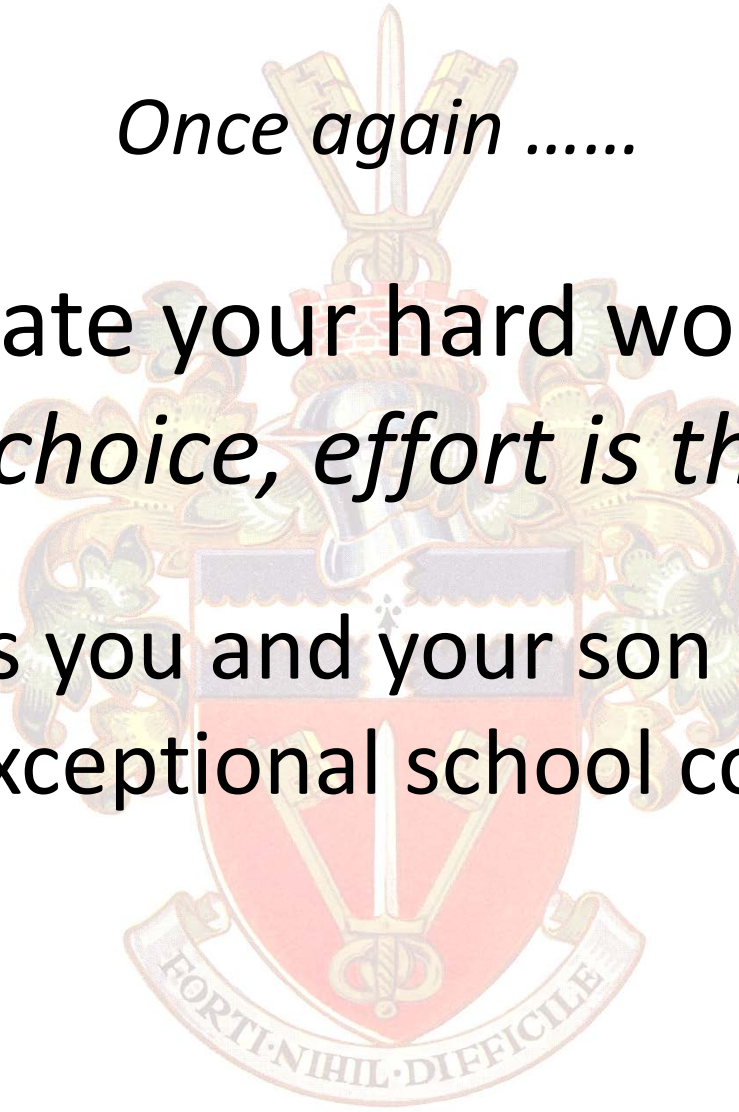 Once again ……
ate your hard wo
choice, effort is th
s you and your son
xceptional school co
FORTI·NIHIL·DIFFICILE